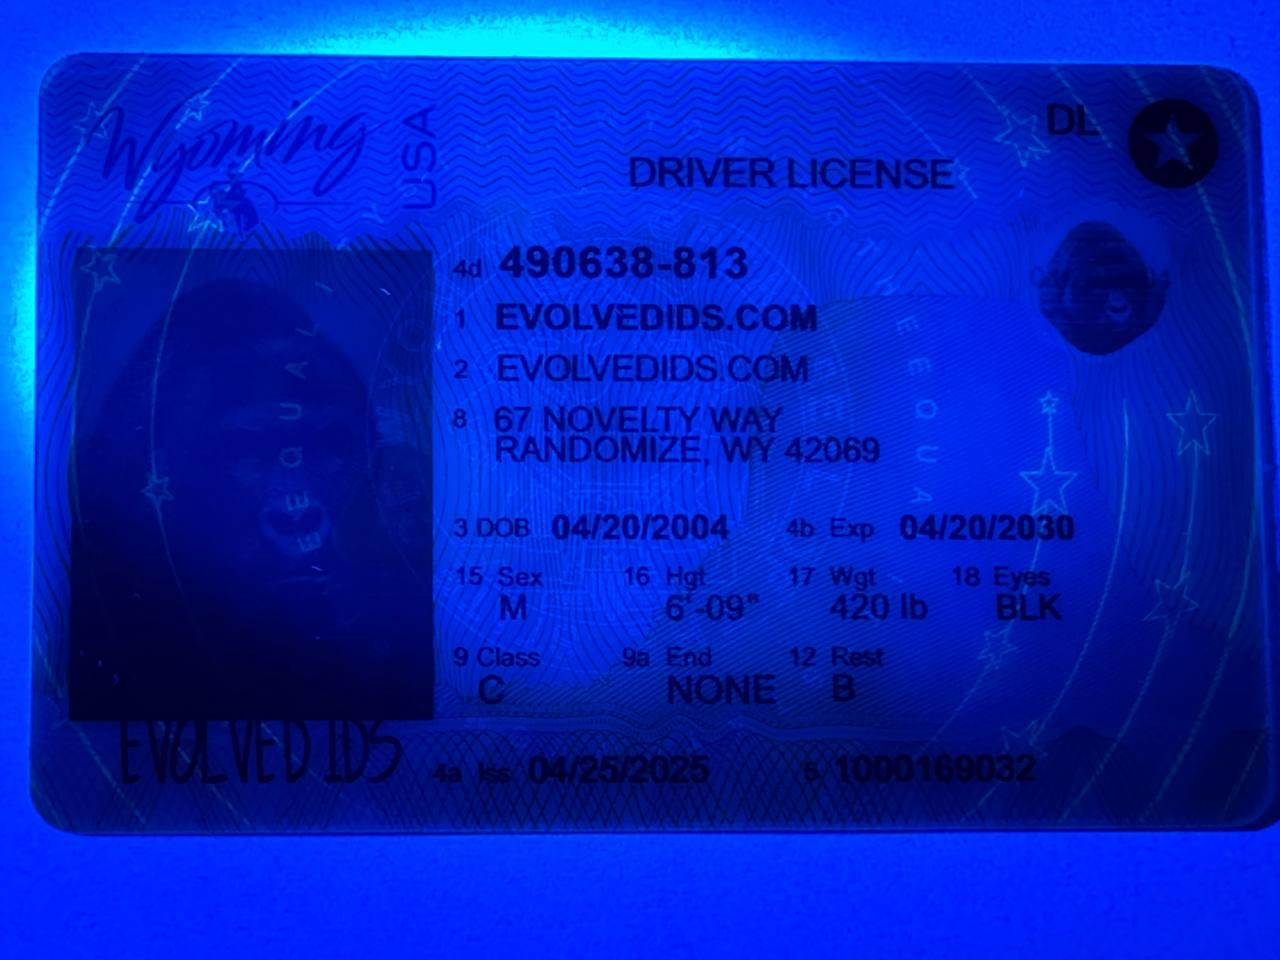 Wyoming
USA
DL
DRIVER LICENSE
4d 490638-813
1 EVOLVEDIDS.COM
2 EVOLVEDIDS.COM
8 67 NOVELTY WAY
RANDOMIZE, WY 42069
3 DOB 04/20/2004 4b Exp 04/20/2030
15 Sex 16 Hgt 17 Wgt 18 Eyes
M 6'-09" 420 lb BLK
9 Class 9a End 12 Rest
C NONE B
EVOLVED IDS
4a Iss 04/25/2025 5 1000169032